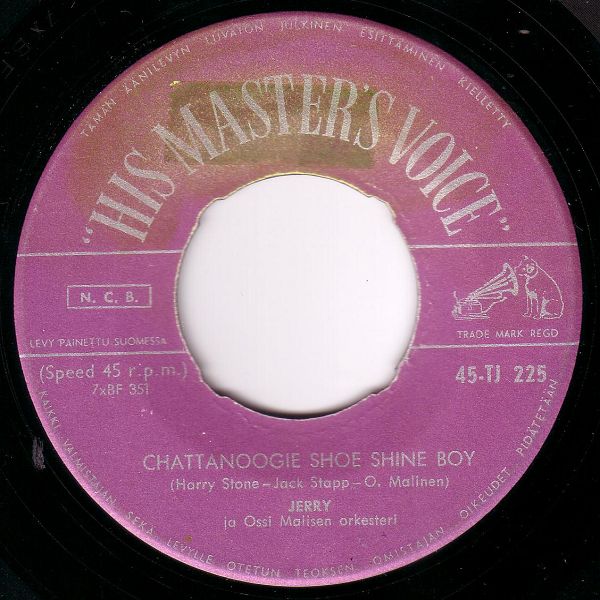 TÄMÄN ÄÄNILEVYN LUVATON JULKINEN ESITTÄMINEN KIELLETTY
"HIS MASTER'S VOICE"
N. C. B.
LEVY PAINETTU SUOMESSA
TRADE MARK REGD
(Speed 45 r.p.m.)
7xBF 351
45-TJ 225
CHATTANOOGIE SHOE SHINE BOY
(Harry Stone-Jack Stapp-O. Malinen)
JERRY
ja Ossi Malisen orkesteri
KAIKKI VALMISTAJAN SEKÄ LEVYLLE OTETUN TEOKSEN OMISTAJAN OIKEUDET PIDÄTETÄÄN